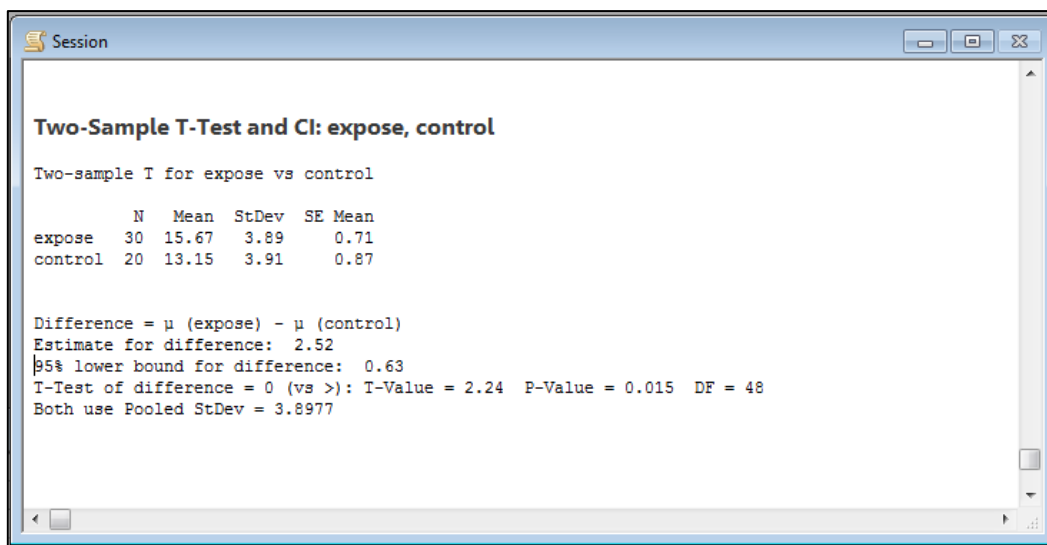 Session
Two-Sample T-Test and CI: expose, control
Two-sample T for expose vs control
N Mean StDev SE Mean
expose 30 15.67 3.89 0.71
control 20 13.15 3.91 0.87
Difference = μ (expose) - μ (control)
Estimate for difference: 2.52
95% lower bound for difference: 0.63
T-Test of difference = 0 (vs >): T-Value = 2.24 P-Value = 0.015 DF = 48
Both use Pooled StDev = 3.8977